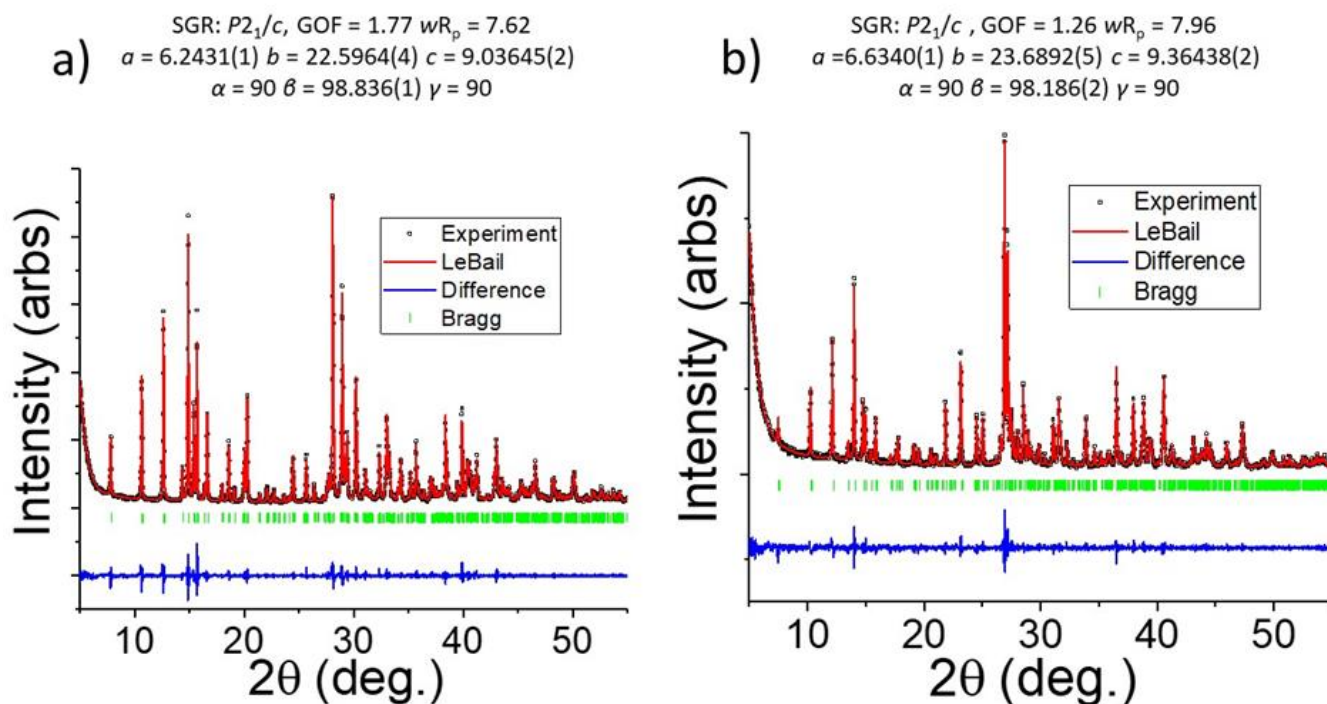 SGR: P2₁/c, GOF = 1.77 wRₚ = 7.62
a = 6.2431(1) b = 22.5964(4) c = 9.03645(2)
α = 90 β = 98.836(1) γ = 90
a)
Intensity (arbs)
Experiment
LeBail
Difference
Bragg
10 20 30 40 50
2θ (deg.)
SGR: P2₁/c , GOF = 1.26 wRₚ = 7.96
a =6.6340(1) b = 23.6892(5) c = 9.36438(2)
α = 90 β = 98.186(2) γ = 90
b)
Intensity (arbs)
Experiment
LeBail
Difference
Bragg
10 20 30 40 50
2θ (deg.)